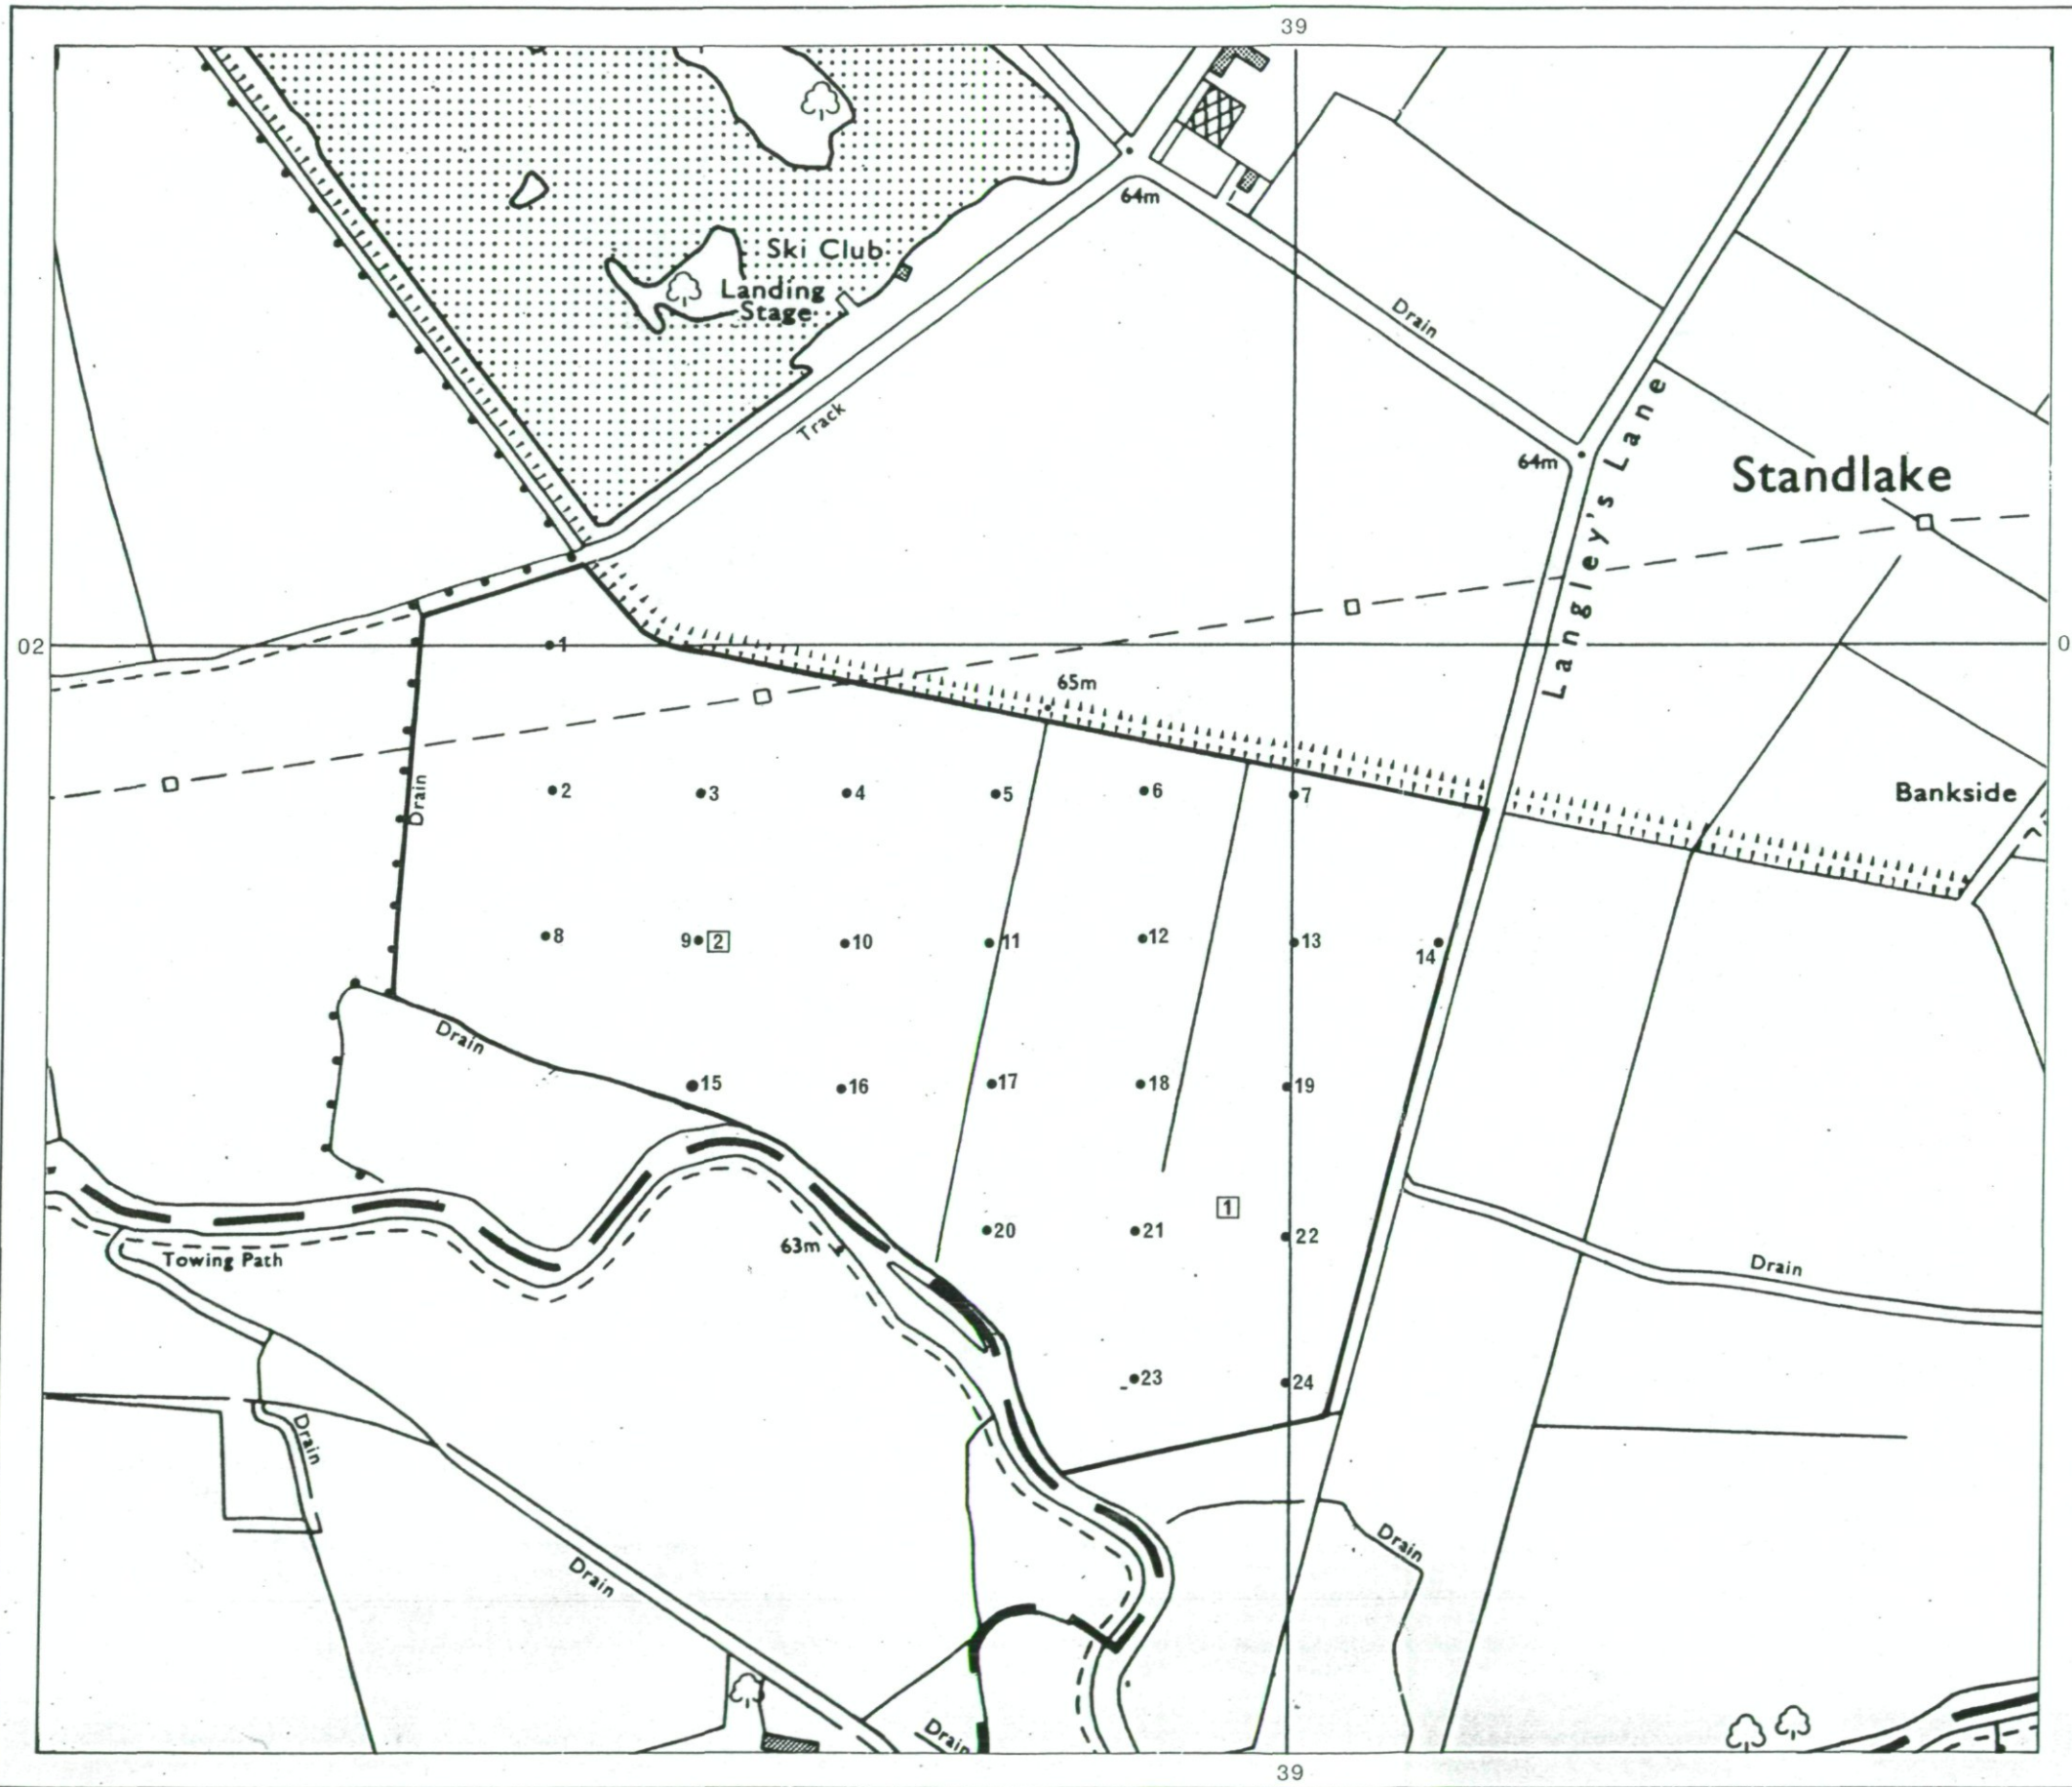 39
64m
Ski Club
Landing
Stage
Drain
Track
Langley's Lane
64m
Standlake
02
1
0
65m
Drain
2
3
4
5
6
7
Bankside
8
9
2
10
11
12
13
14
Drain
15
16
17
18
19
1
20
21
22
63m
Towing Path
Drain
23
24
Drain
Drain
Drain
Drain
39